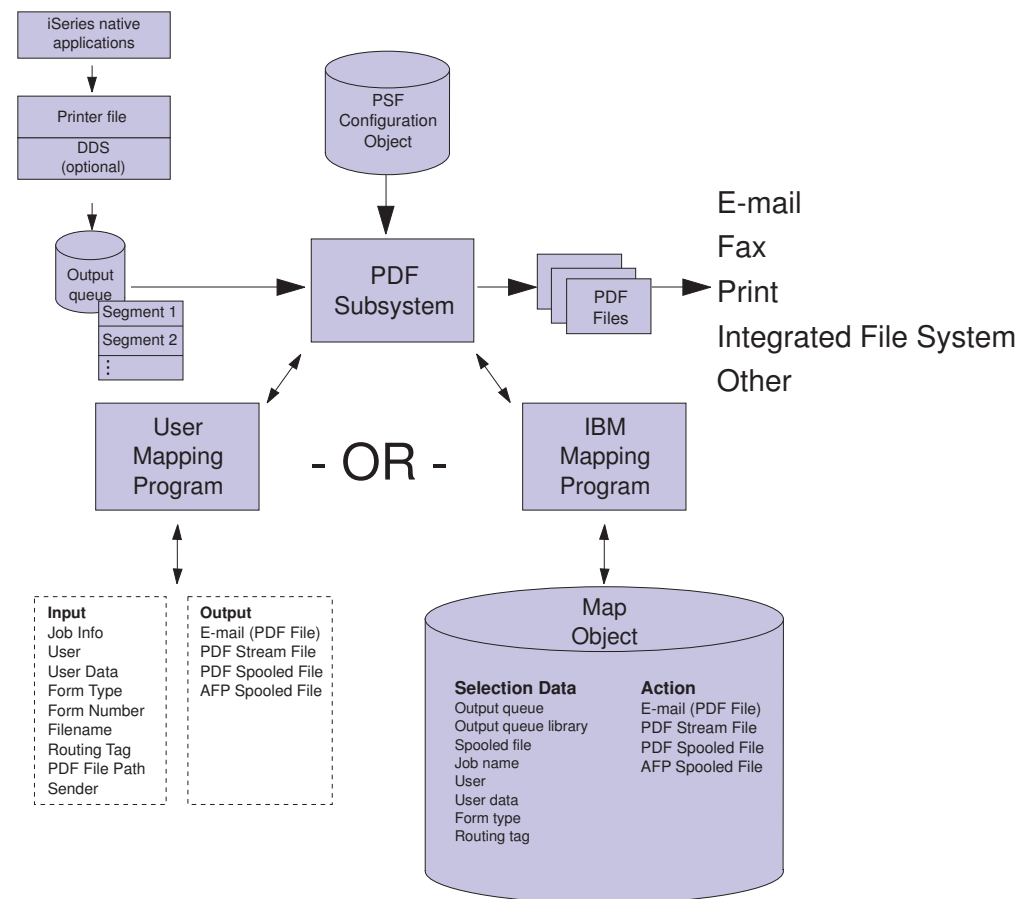 iSeries native
applications
Printer file
DDS
(optional)
Output
queue
Segment 1
Segment 2
⋮
PSF
Configuration
Object
PDF
Subsystem
PDF
Files
E-mail
Fax
Print
Integrated File System
Other
User
Mapping
Program
- OR -
IBM
Mapping
Program
Input
Job Info
User
User Data
Form Type
Form Number
Filename
Routing Tag
PDF File Path
Sender
Output
E-mail (PDF File)
PDF Stream File
PDF Spooled File
AFP Spooled File
Map
Object
Selection Data
Output queue
Output queue library
Spooled file
Job name
User
User data
Form type
Routing tag
Action
E-mail (PDF File)
PDF Stream File
PDF Spooled File
AFP Spooled File